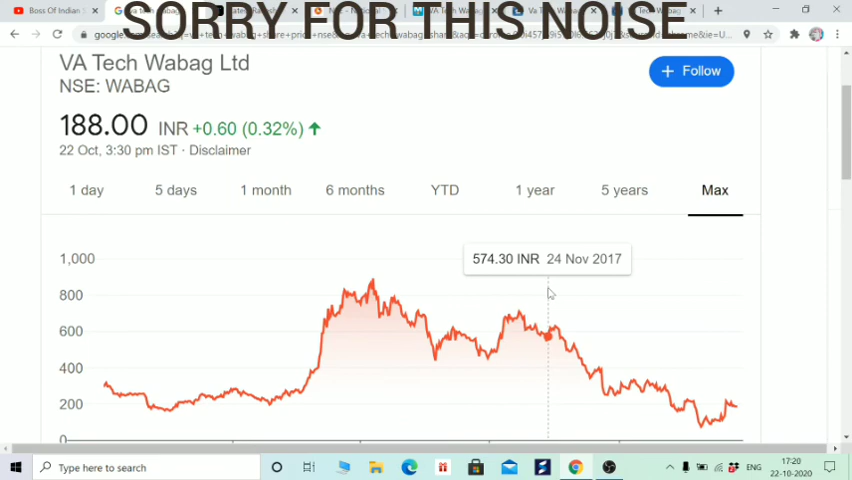 SORRY FOR THIS NOISE
Boss Of Indian S
VA Tech Wabag Ltd
Follow
NSE: WABAG
188.00 INR +0.60 (0.32%)
22 Oct, 3:30 pm IST · Disclaimer
1 day 5 days 1 month 6 months YTD 1 year 5 years Max
574.30 INR 24 Nov 2017
1,000
800
600
400
200
0
Type here to search
ENG
17:20
22-10-2020